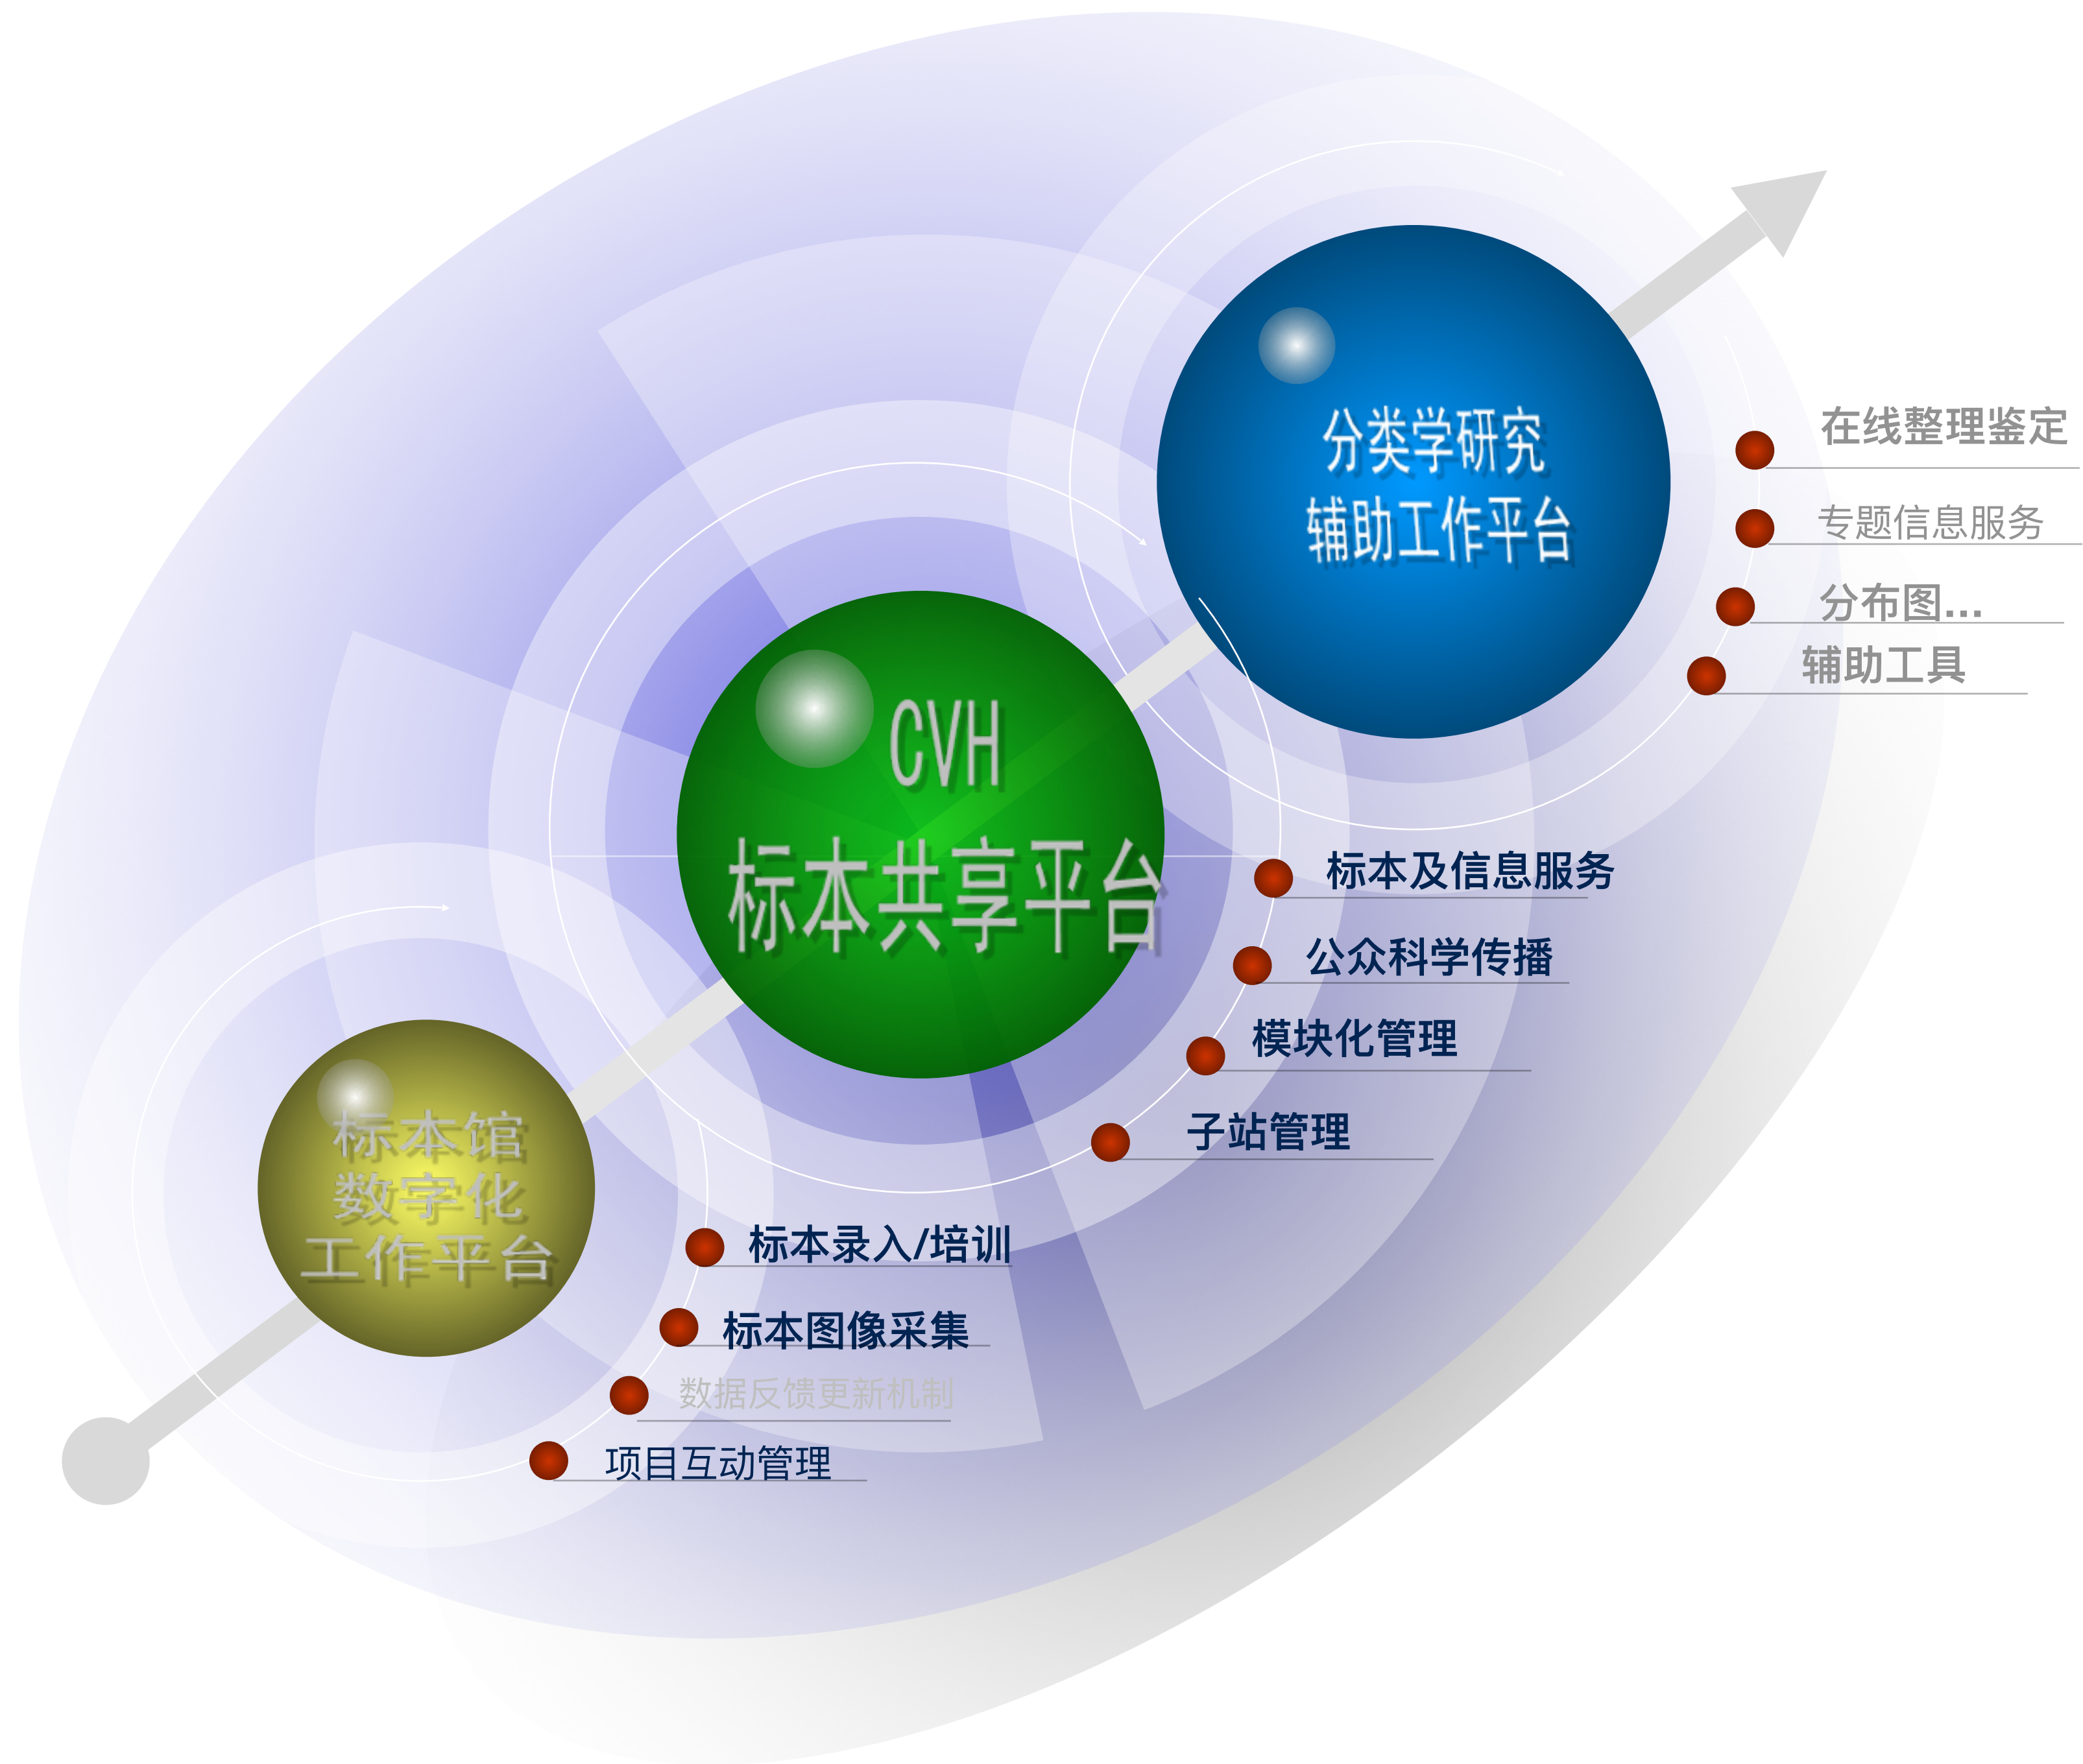 分类学研究
辅助工作平台
在线整理鉴定
专题信息服务
分布图...
辅助工具
CVH
标本共享平台
标本及信息服务
公众科学传播
模块化管理
子站管理
标本馆
数字化
工作平台
标本录入/培训
标本图像采集
数据反馈更新机制
项目互动管理